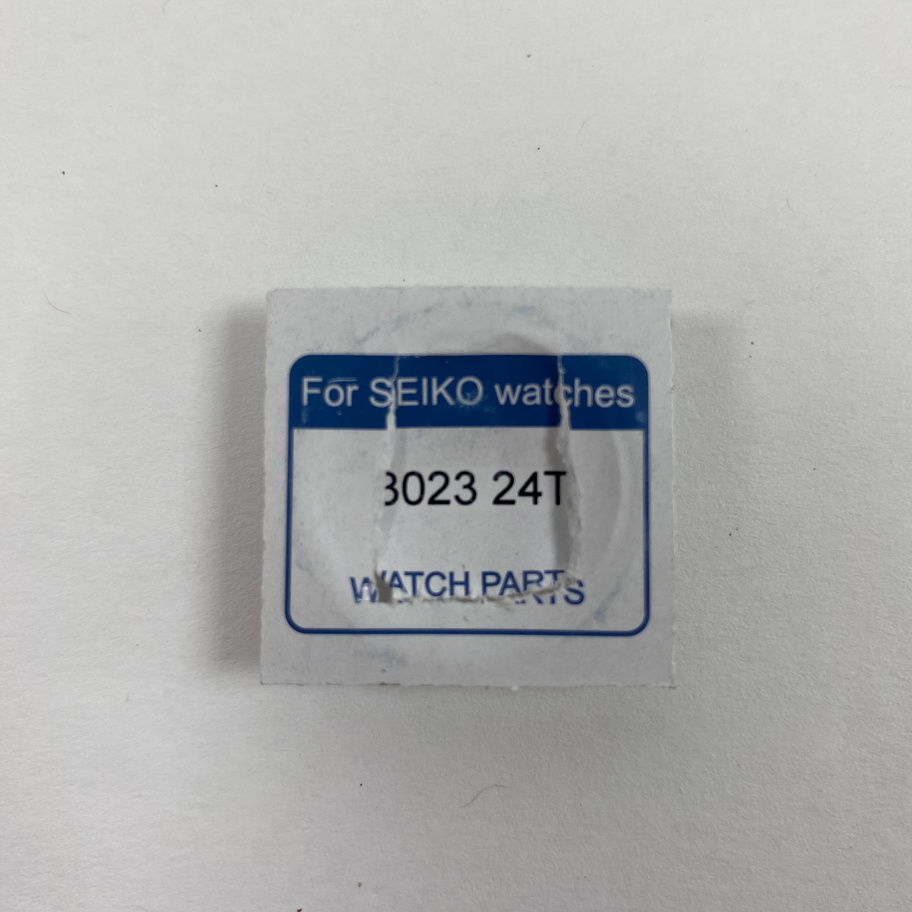 For SEIKO watches
3023 24T
WATCH PARTS